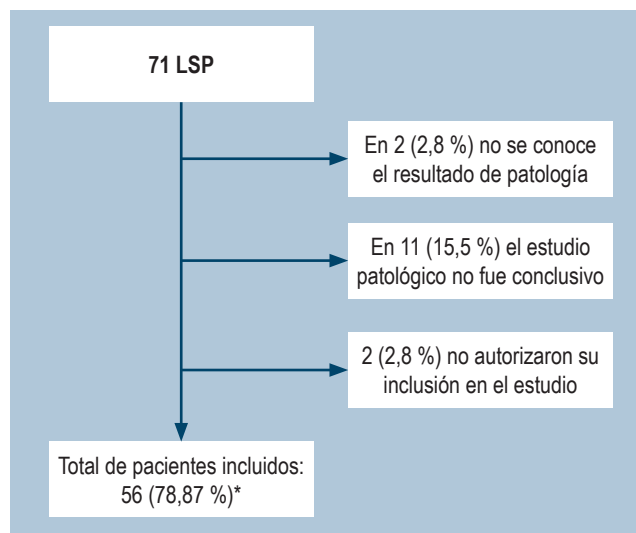 71 LSP
En 2 (2,8 %) no se conoce
el resultado de patología
En 11 (15,5 %) el estudio
patológico no fue conclusivo
2 (2,8 %) no autorizaron su
inclusión en el estudio
Total de pacientes incluidos:
56 (78,87 %)*